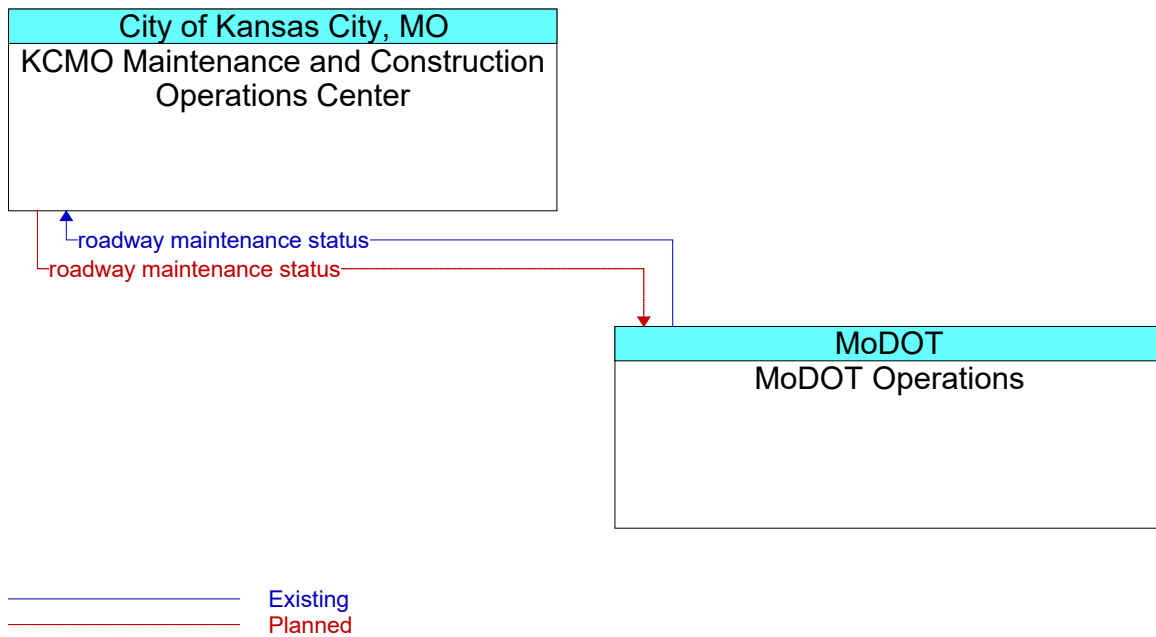 City of Kansas City, MO
KCMO Maintenance and Construction
Operations Center
roadway maintenance status
roadway maintenance status
MoDOT
MoDOT Operations
Existing
Planned